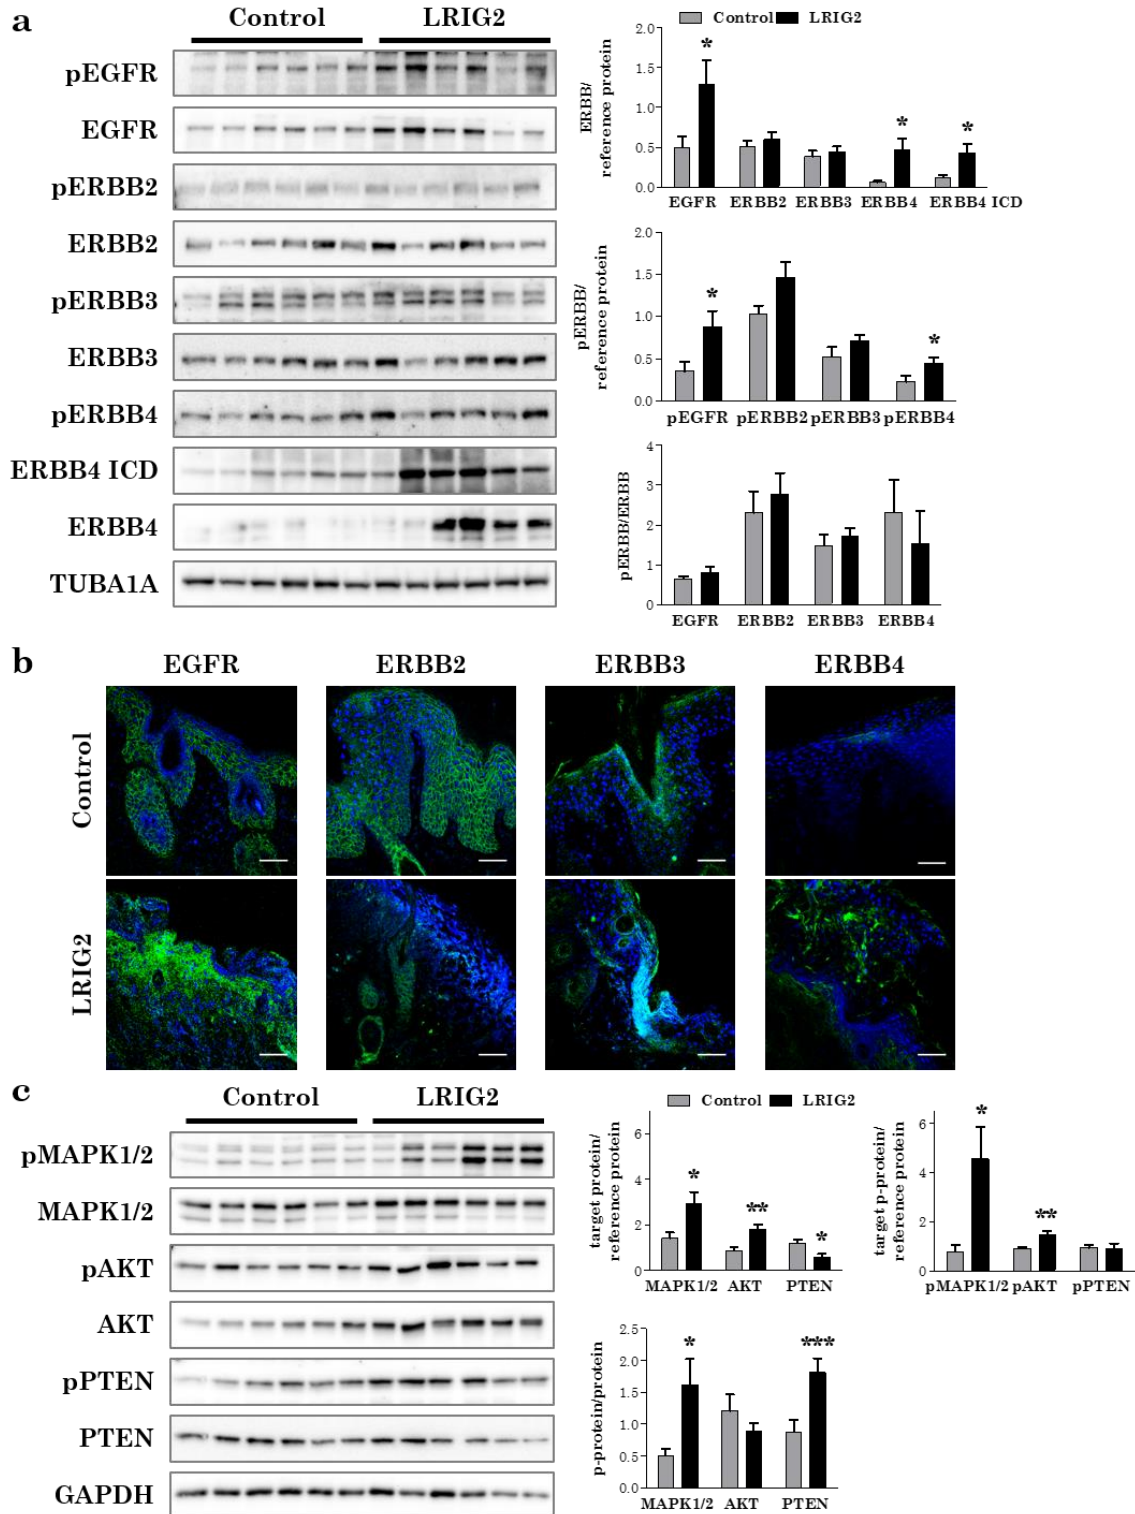 a
Control LRIG2
pEGFR
EGFR
pERBB2
ERBB2
pERBB3
ERBB3
pERBB4
ERBB4 ICD
ERBB4
TUBA1A
Control LRIG2
ERBB/
reference protein
2.0
1.5
1.0
0.5
0.0
* * *
EGFR ERBB2 ERBB3 ERBB4 ERBB4 ICD
pERBB/
reference protein
2.0
1.5
1.0
0.5
0.0
* *
pEGFR pERBB2 pERBB3 pERBB4
pERBB/ERBB
4
3
2
1
0
EGFR ERBB2 ERBB3 ERBB4
b
EGFR ERBB2 ERBB3 ERBB4
Control
LRIG2
c
Control LRIG2
pMAPK1/2
MAPK1/2
pAKT
AKT
pPTEN
PTEN
GAPDH
Control LRIG2
target protein/
reference protein
6
4
2
0
* ** *
MAPK1/2 AKT PTEN
target p-protein/
reference protein
6
4
2
0
* **
pMAPK1/2 pAKT pPTEN
p-protein/protein
2.5
2.0
1.5
1.0
0.5
0.0
* ***
MAPK1/2 AKT PTEN